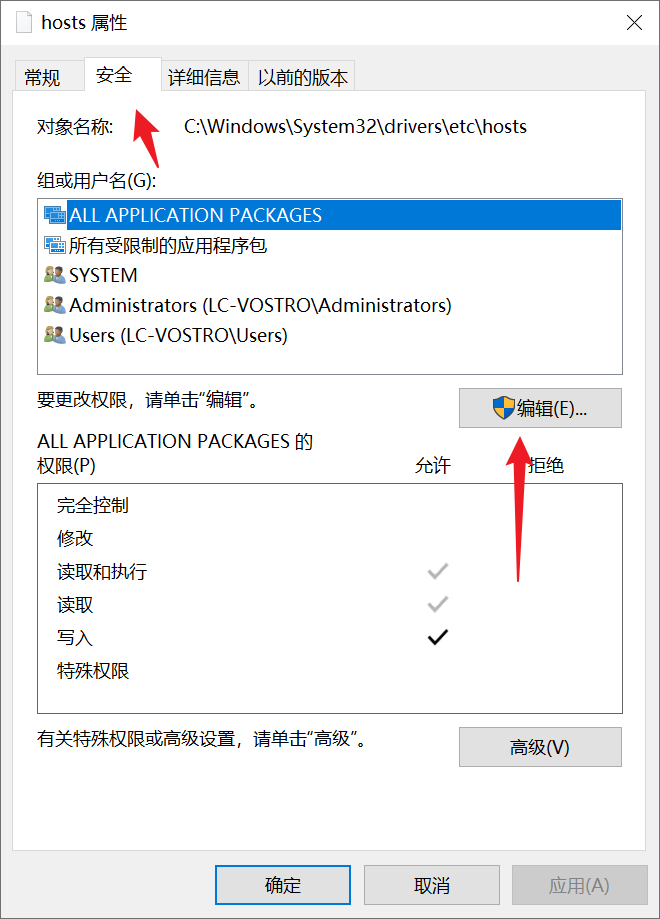 hosts 属性
常规
安全
详细信息
以前的版本
对象名称:
C:\Windows\System32\drivers\etc\hosts
组或用户名(G):
ALL APPLICATION PACKAGES
所有受限制的应用程序包
SYSTEM
Administrators (LC-VOSTRO\Administrators)
Users (LC-VOSTRO\Users)
要更改权限，请单击“编辑”。
编辑(E)...
ALL APPLICATION PACKAGES 的
权限(P)
允许
拒绝
完全控制
修改
读取和执行
读取
写入
特殊权限
有关特殊权限或高级设置，请单击“高级”。
高级(V)
确定
取消
应用(A)